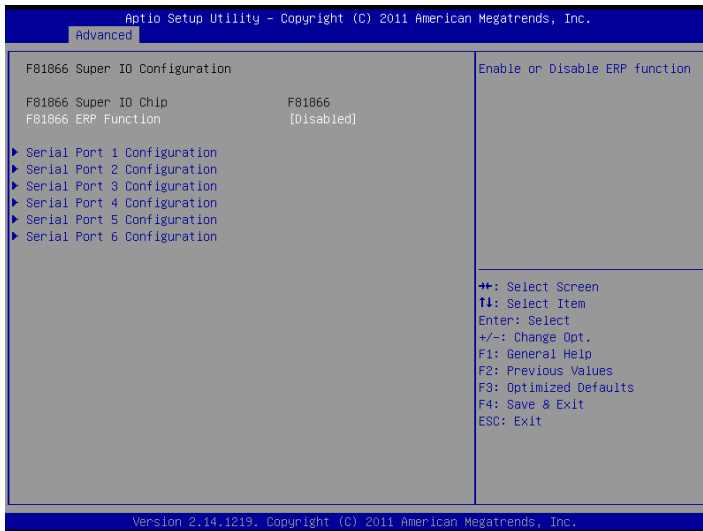 Aptio Setup Utility – Copyright (C) 2011 American Megatrends, Inc.
Advanced
F81866 Super IO Configuration
F81866 Super IO Chip F81866
F81866 ERP Function [Disabled]
Serial Port 1 Configuration
Serial Port 2 Configuration
Serial Port 3 Configuration
Serial Port 4 Configuration
Serial Port 5 Configuration
Serial Port 6 Configuration
Enable or Disable ERP function
→←: Select Screen
↑↓: Select Item
Enter: Select
+/-: Change Opt.
F1: General Help
F2: Previous Values
F3: Optimized Defaults
F4: Save & Exit
ESC: Exit
Version 2.14.1219. Copyright (C) 2011 American Megatrends, Inc.